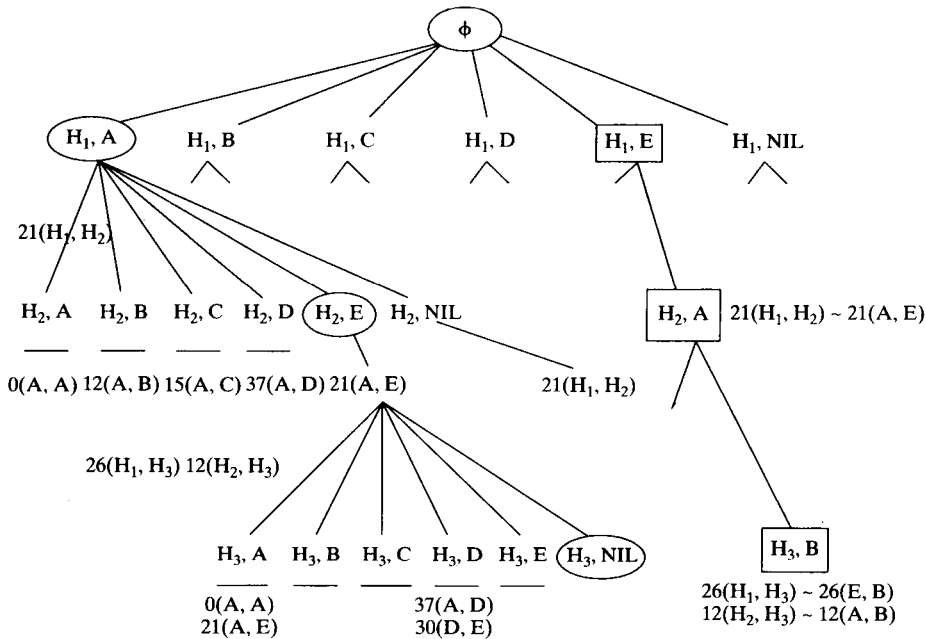 ϕ
H₁, A H₁, B H₁, C H₁, D H₁, E H₁, NIL
21(H₁, H₂)
H₂, A H₂, B H₂, C H₂, D H₂, E H₂, NIL H₂, A 21(H₁, H₂) ~ 21(A, E)
0(A, A) 12(A, B) 15(A, C) 37(A, D) 21(A, E) 21(H₁, H₂)
26(H₁, H₃) 12(H₂, H₃)
H₃, A H₃, B H₃, C H₃, D H₃, E H₃, NIL H₃, B
0(A, A) 37(A, D) 26(H₁, H₃) ~ 26(E, B)
21(A, E) 30(D, E) 12(H₂, H₃) ~ 12(A, B)